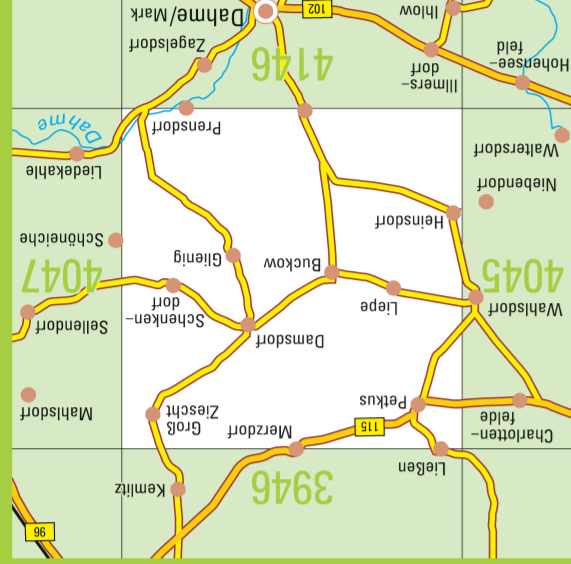 96
Kemlitz
3946
Ließen
Merzdorf
115
Charlotten-
felde
Petkus
Groß
Ziescht
Mahlsdorf
Damsdorf
Sellendorf
Schenken-
dorf
Wahlsdorf
Liepe
4045
4047
Buckow
Glienig
Schöneiche
Heinsdorf
Niebendorf
Liedekahle
Waltersdorf
Prensdorf
Dahme
Illmers-
dorf
4146
Hohensee-
feld
Zagelsdorf
Ihlow
102
Dahme/Mark